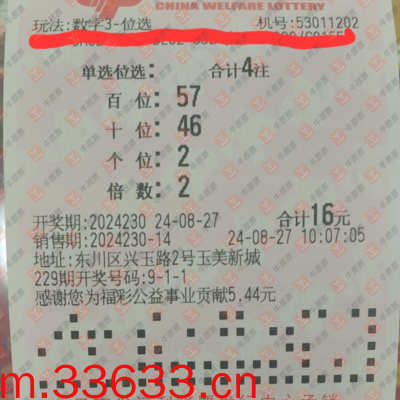 CHINA WELFARE LOTTERY
玩法:数字3-位选 机号:53011202
单选位选: 合计4注
百 位: 57
十 位: 46
个 位: 2
倍 数: 2
开奖期:2024230 24-08-27 合计16元
销售期:2024230-14 24-08-27 10:07:05
地址:东川区兴玉路2号玉美新城
229期开奖号码:9-1-1
感谢您为福彩公益事业贡献5,44元
m.33633.cn